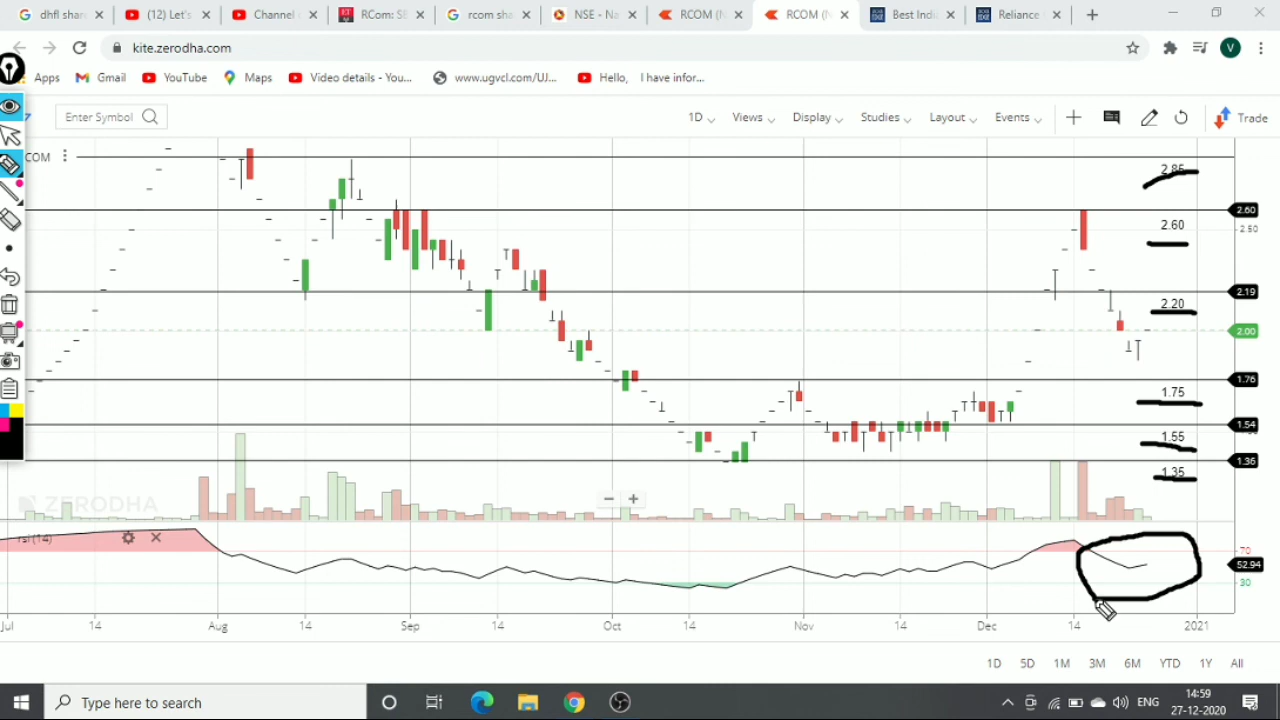 dhfl share
(12) Let's
Channel
RCom: SE
rcom sha
NSE - Na
RCOM (N
RCOM (N
Best Indi
Reliance
kite.zerodha.com
V
Apps
Gmail
YouTube
Maps
Video details - You...
www.ugvcl.com/UJ...
Hello, I have infor...
Enter Symbol
1D
Views
Display
Studies
Layout
Events
Trade
COM
2.85
2.60
2.60
2.50
2.19
2.20
2.00
1.76
1.75
1.54
1.55
1.36
1.35
ZERODHA
rsi (14)
70
52.94
30
Jul 14 Aug 14 Sep 14 Oct 14 Nov 14 Dec 14 2021
1D 5D 1M 3M 6M YTD 1Y All
Type here to search
ENG
14:59
27-12-2020